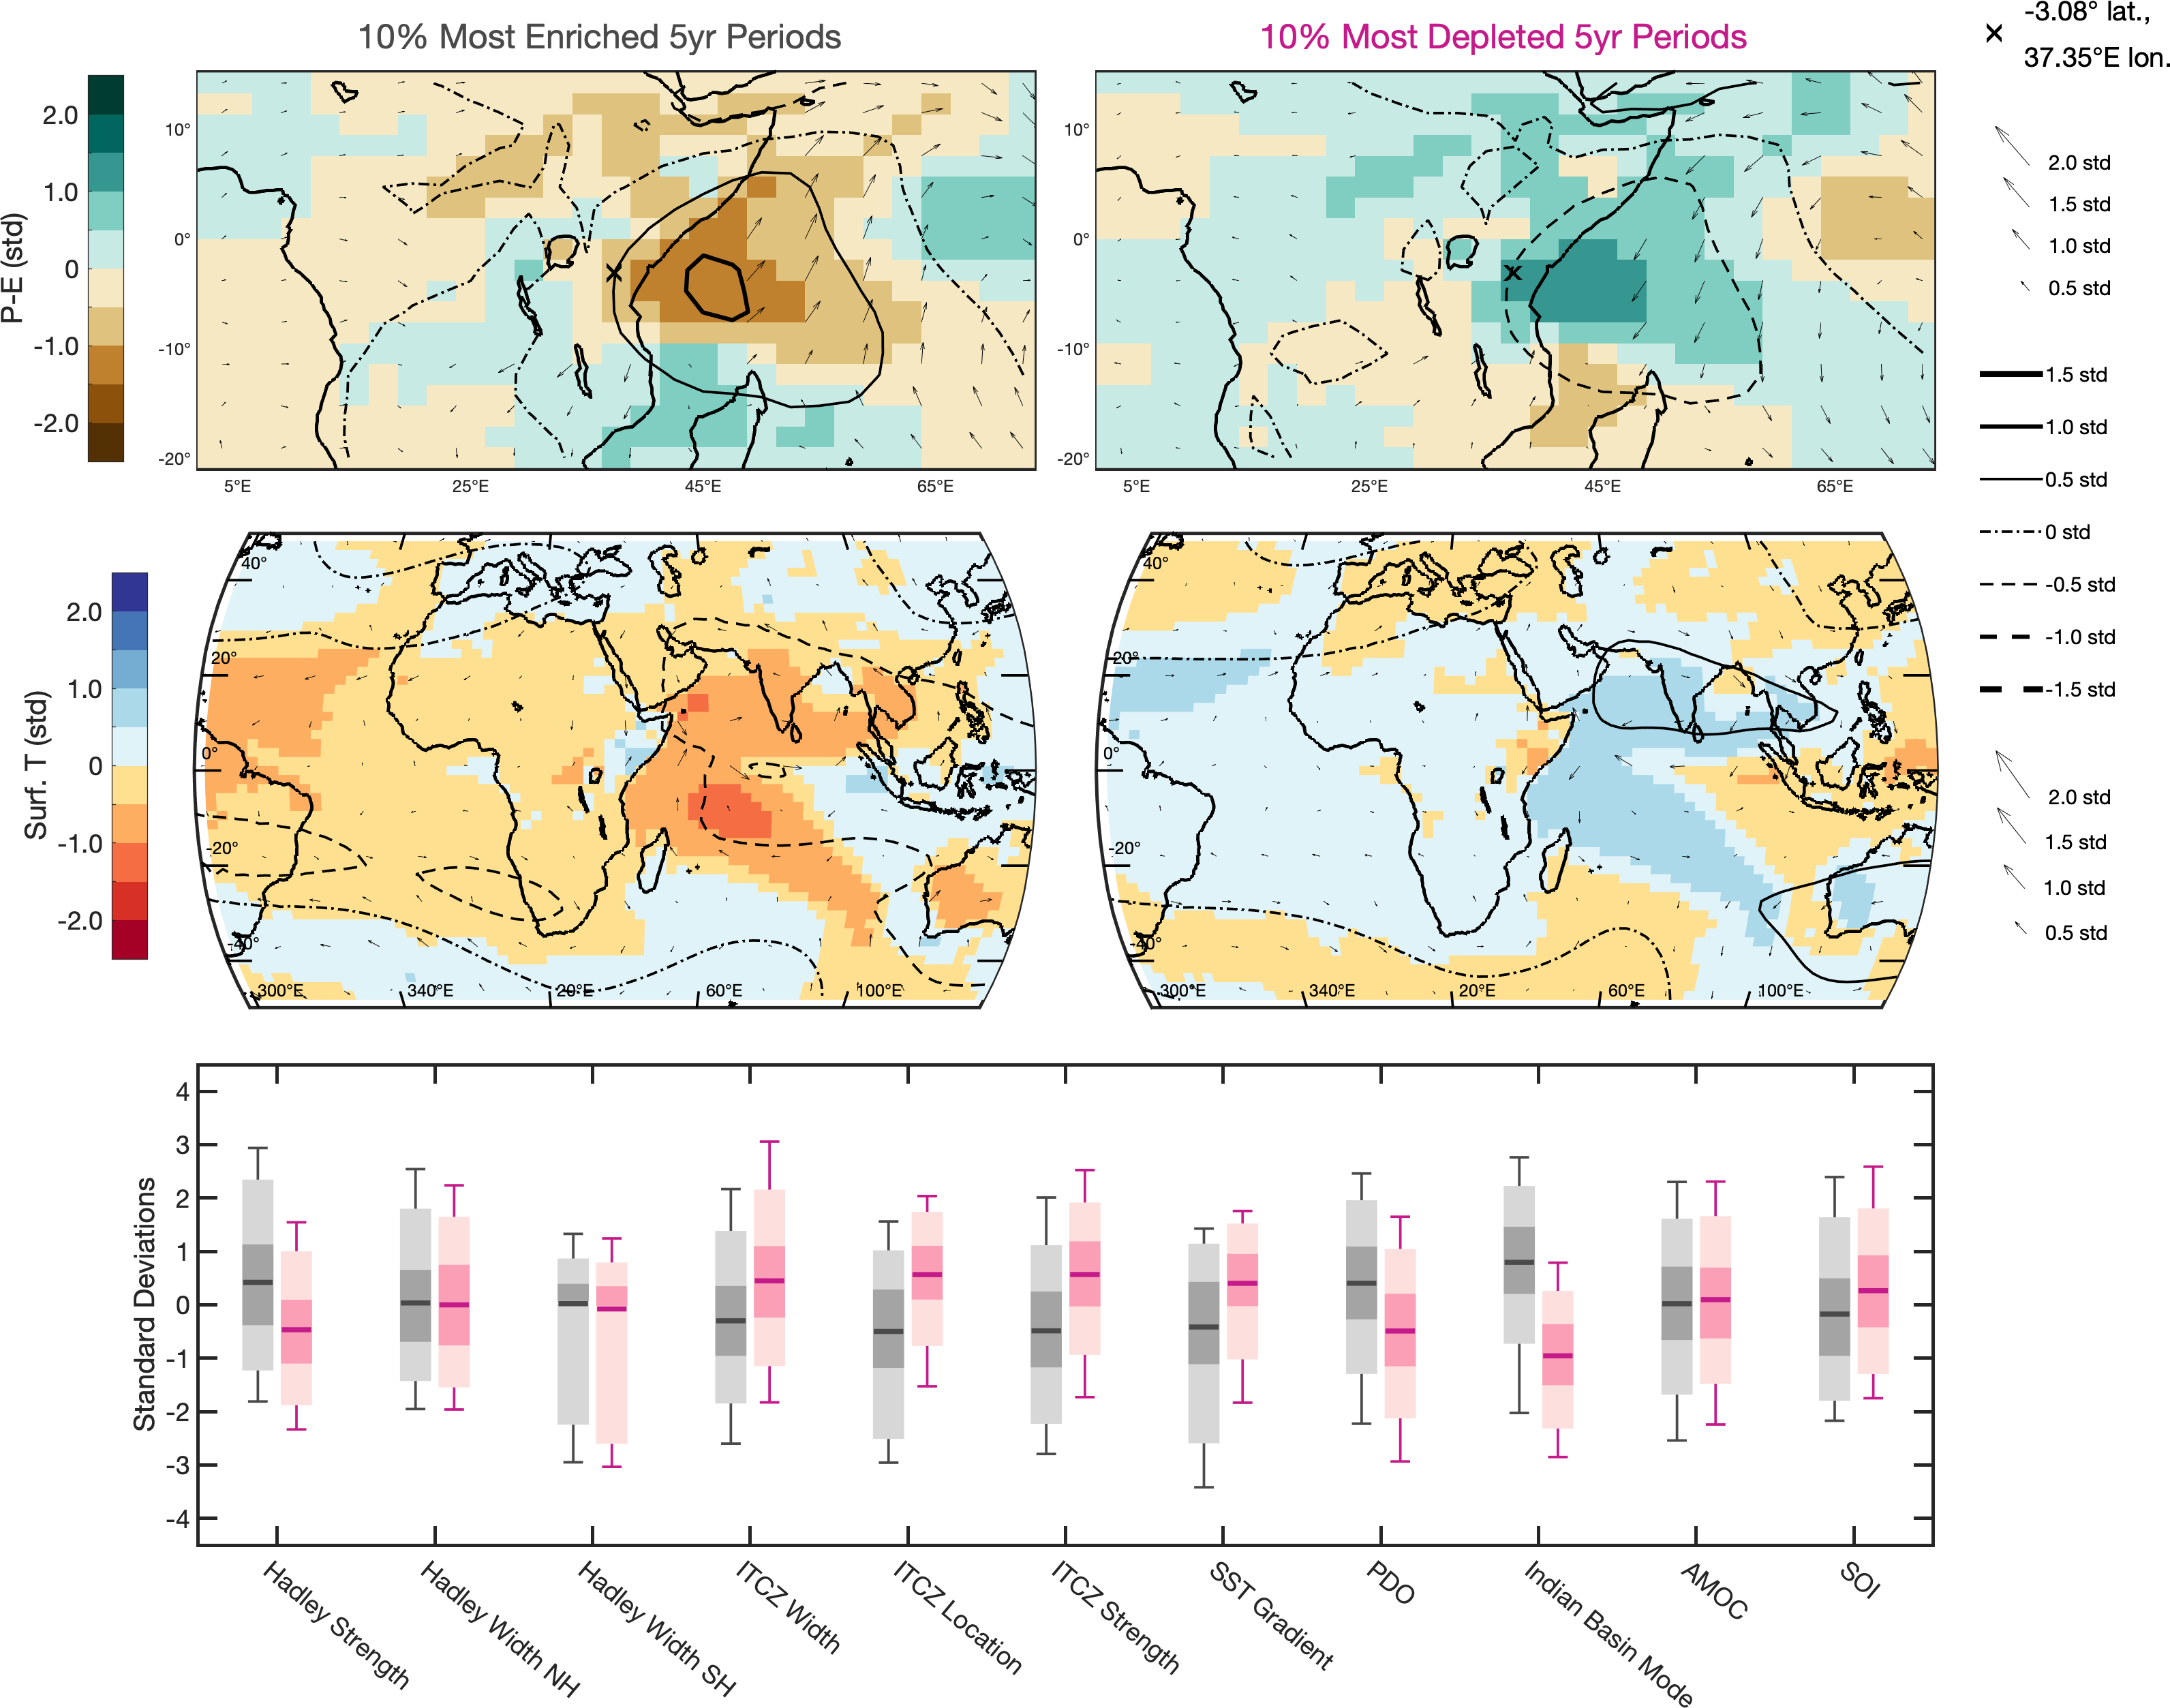 10% Most Enriched 5yr Periods
10% Most Depleted 5yr Periods
-3.08° lat.,
37.35°E lon.
P-E (std)
2.0
1.0
0
-1.0
-2.0
10°
0°
-10°
-20°
5°E
25°E
45°E
65°E
10°
0°
-10°
-20°
5°E
25°E
45°E
65°E
2.0 std
1.5 std
1.0 std
0.5 std
1.5 std
1.0 std
0.5 std
0 std
-0.5 std
-1.0 std
-1.5 std
Surf. T (std)
2.0
1.0
0
-1.0
-2.0
40°
20°
0°
-20°
-40°
300°E
340°E
20°E
60°E
100°E
40°
20°
0°
-20°
-40°
300°E
340°E
20°E
60°E
100°E
2.0 std
1.5 std
1.0 std
0.5 std
Standard Deviations
4
3
2
1
0
-1
-2
-3
-4
Hadley Strength
Hadley Width NH
Hadley Width SH
ITCZ Width
ITCZ Location
ITCZ Strength
SST Gradient
PDO
Indian Basin Mode
AMOC
SOI